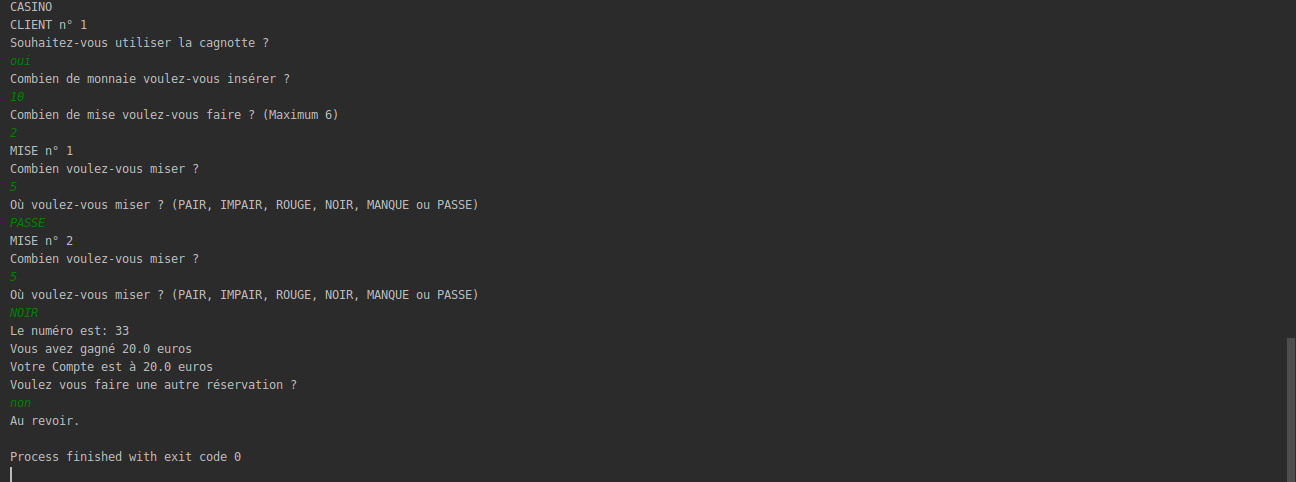 CASINO
CLIENT n° 1
Souhaitez-vous utiliser la cagnotte ?
oui
Combien de monnaie voulez-vous insérer ?
10
Combien de mise voulez-vous faire ? (Maximum 6)
2
MISE n° 1
Combien voulez-vous miser ?
5
Où voulez-vous miser ? (PAIR, IMPAIR, ROUGE, NOIR, MANQUE ou PASSE)
PASSE
MISE n° 2
Combien voulez-vous miser ?
5
Où voulez-vous miser ? (PAIR, IMPAIR, ROUGE, NOIR, MANQUE ou PASSE)
NOIR
Le numéro est: 33
Vous avez gagné 20.0 euros
Votre Compte est à 20.0 euros
Voulez vous faire une autre réservation ?
non
Au revoir.
Process finished with exit code 0